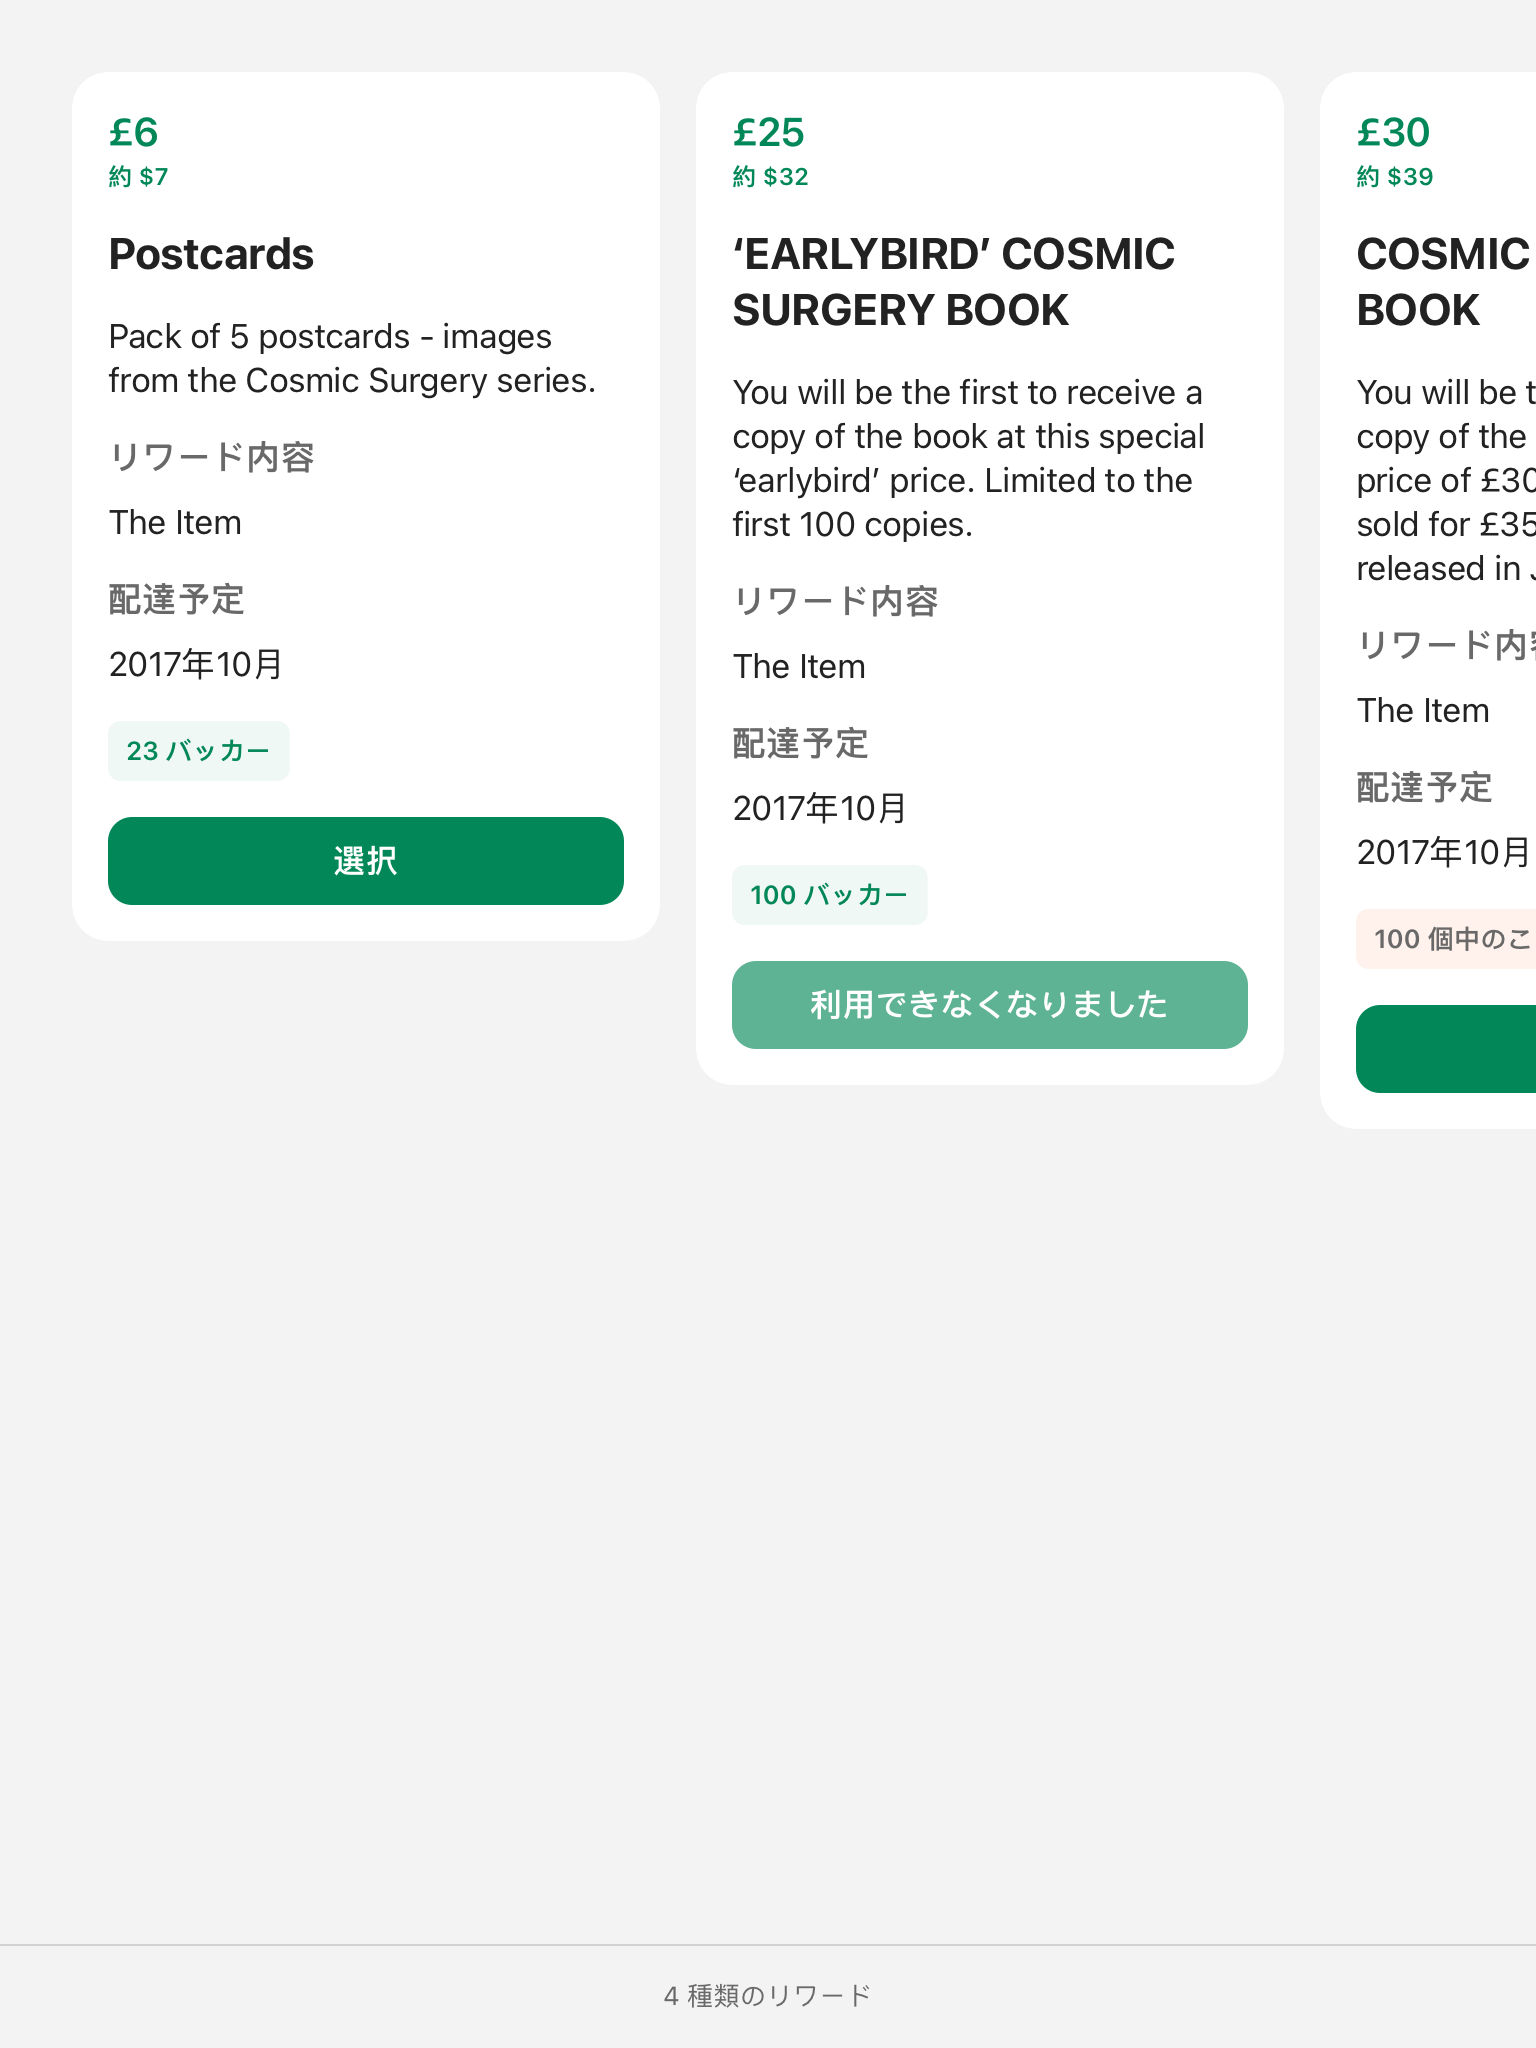 £6
約 $7
Postcards
Pack of 5 postcards - images
from the Cosmic Surgery series.
リワード内容
The Item
配達予定
2017年10月
23 バッカー
選択
£25
約 $32
‘EARLYBIRD’ COSMIC
SURGERY BOOK
You will be the first to receive a
copy of the book at this special
‘earlybird’ price. Limited to the
first 100 copies.
リワード内容
The Item
配達予定
2017年10月
100 バッカー
利用できなくなりました
£30
約 $39
COSMIC
BOOK
You will be
copy of the
price of £30
sold for £35
released in
リワード内容
The Item
配達予定
2017年10月
100 個中のこ
4 種類のリワード